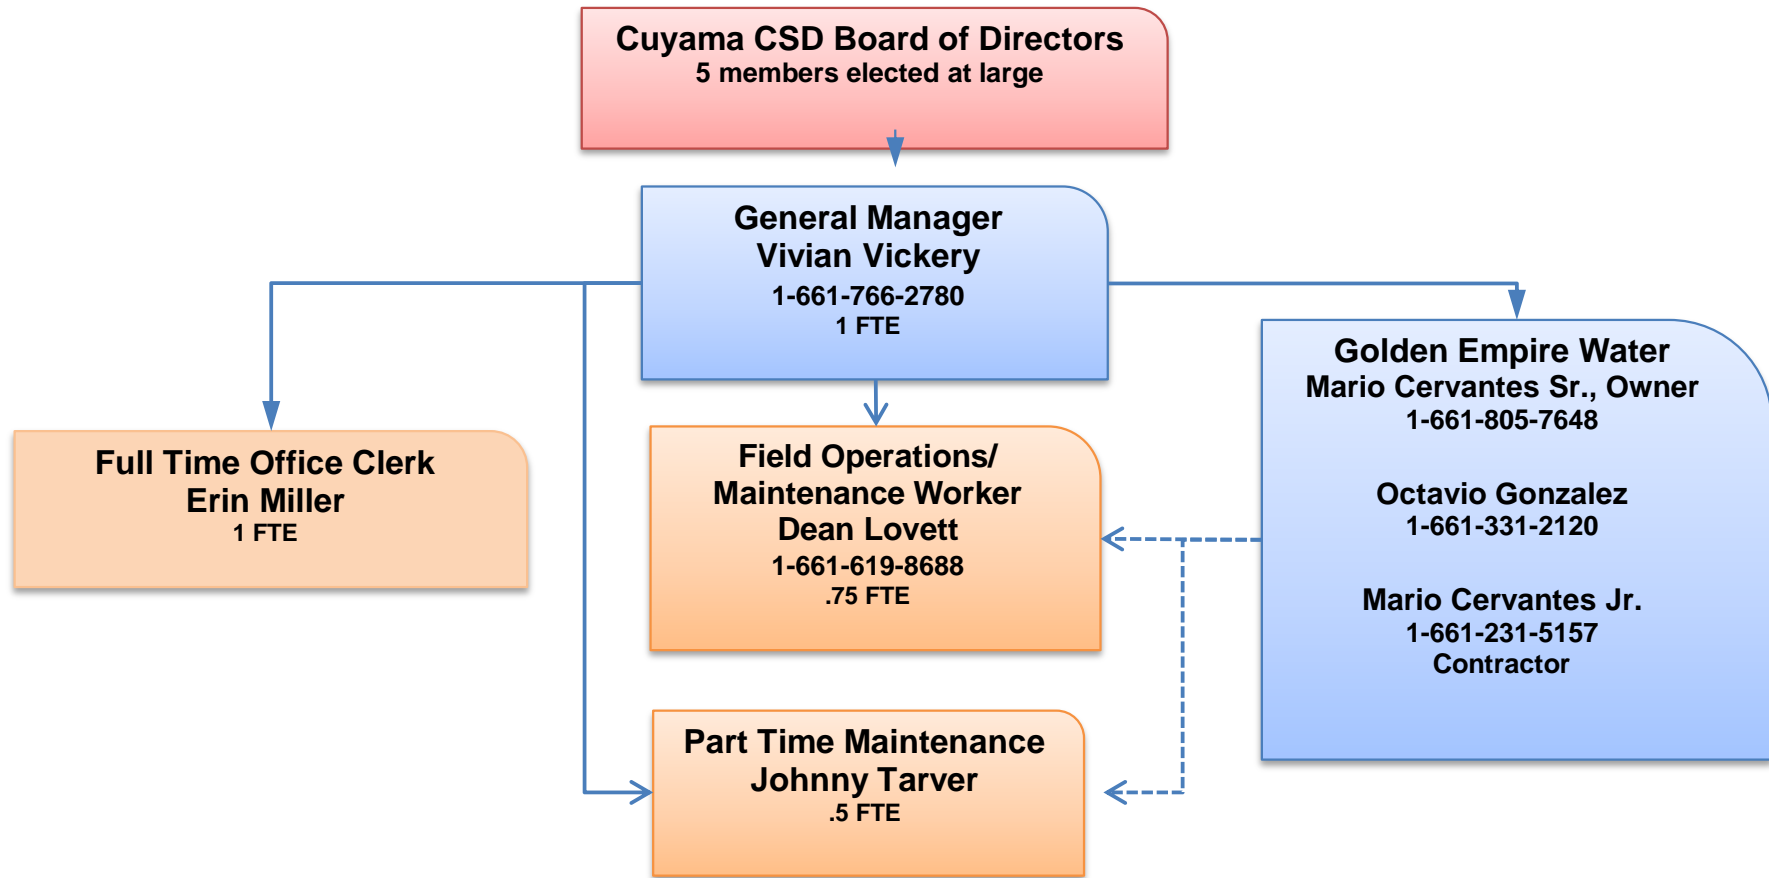 Cuyama CSD Board of Directors
5 members elected at large
General Manager
Vivian Vickery
1-661-766-2780
1 FTE
Full Time Office Clerk
Erin Miller
1 FTE
Field Operations/
Maintenance Worker
Dean Lovett
1-661-619-8688
.75 FTE
Golden Empire Water
Mario Cervantes Sr., Owner
1-661-805-7648
Octavio Gonzalez
1-661-331-2120
Mario Cervantes Jr.
1-661-231-5157
Contractor
Part Time Maintenance
Johnny Tarver
.5 FTE